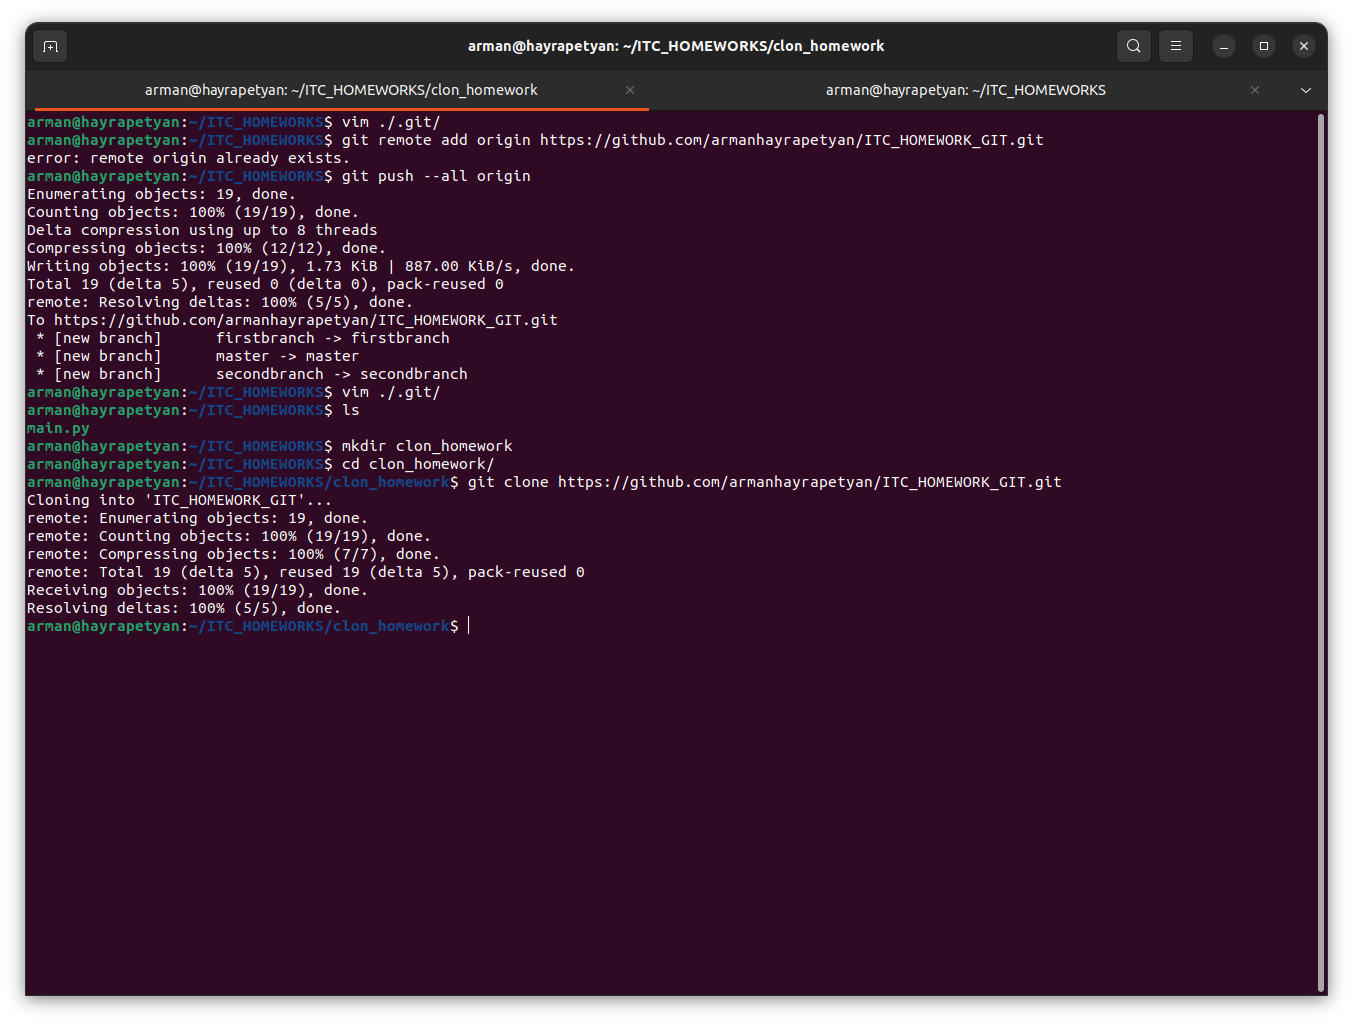 arman@hayrapetyan: ~/ITC_HOMEWORKS/clon_homework
arman@hayrapetyan: ~/ITC_HOMEWORKS/clon_homework
arman@hayrapetyan: ~/ITC_HOMEWORKS
arman@hayrapetyan:~/ITC_HOMEWORKS$ vim ./.git/
arman@hayrapetyan:~/ITC_HOMEWORKS$ git remote add origin https://github.com/armanhayrapetyan/ITC_HOMEWORK_GIT.git
error: remote origin already exists.
arman@hayrapetyan:~/ITC_HOMEWORKS$ git push --all origin
Enumerating objects: 19, done.
Counting objects: 100% (19/19), done.
Delta compression using up to 8 threads
Compressing objects: 100% (12/12), done.
Writing objects: 100% (19/19), 1.73 KiB | 887.00 KiB/s, done.
Total 19 (delta 5), reused 0 (delta 0), pack-reused 0
remote: Resolving deltas: 100% (5/5), done.
To https://github.com/armanhayrapetyan/ITC_HOMEWORK_GIT.git
 * [new branch]      firstbranch -> firstbranch
 * [new branch]      master -> master
 * [new branch]      secondbranch -> secondbranch
arman@hayrapetyan:~/ITC_HOMEWORKS$ vim ./.git/
arman@hayrapetyan:~/ITC_HOMEWORKS$ ls
main.py
arman@hayrapetyan:~/ITC_HOMEWORKS$ mkdir clon_homework
arman@hayrapetyan:~/ITC_HOMEWORKS$ cd clon_homework/
arman@hayrapetyan:~/ITC_HOMEWORKS/clon_homework$ git clone https://github.com/armanhayrapetyan/ITC_HOMEWORK_GIT.git
Cloning into 'ITC_HOMEWORK_GIT'...
remote: Enumerating objects: 19, done.
remote: Counting objects: 100% (19/19), done.
remote: Compressing objects: 100% (7/7), done.
remote: Total 19 (delta 5), reused 19 (delta 5), pack-reused 0
Receiving objects: 100% (19/19), done.
Resolving deltas: 100% (5/5), done.
arman@hayrapetyan:~/ITC_HOMEWORKS/clon_homework$